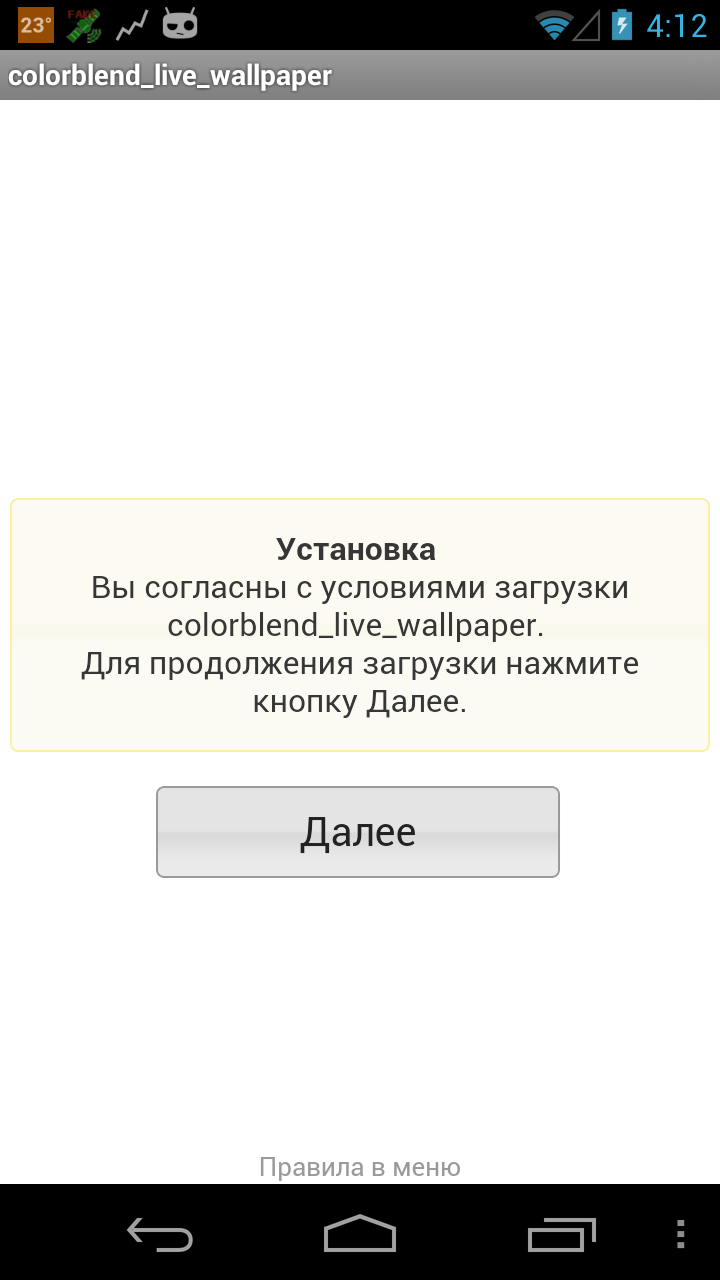 23°
FAKE
4:12
colorblend_live_wallpaper
Установка
Вы согласны с условиями загрузки
colorblend_live_wallpaper.
Для продолжения загрузки нажмите
кнопку Далее.
Далее
Правила в меню